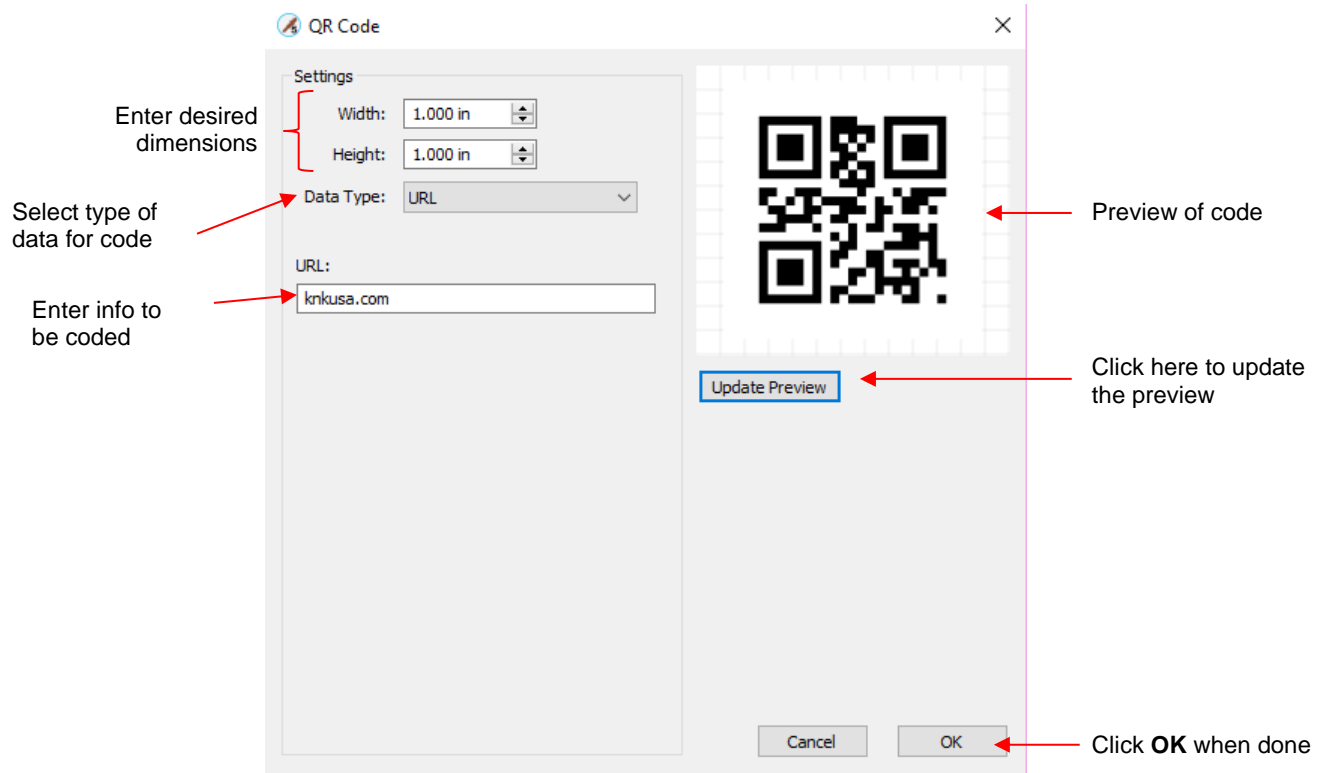 QR Code
Settings
Enter desired
dimensions
Width: 1.000 in
Height: 1.000 in
Select type of
data for code
Data Type: URL
Preview of code
URL:
knkusa.com
Enter info to
be coded
Click here to update
the preview
Update Preview
Cancel
OK
Click OK when done